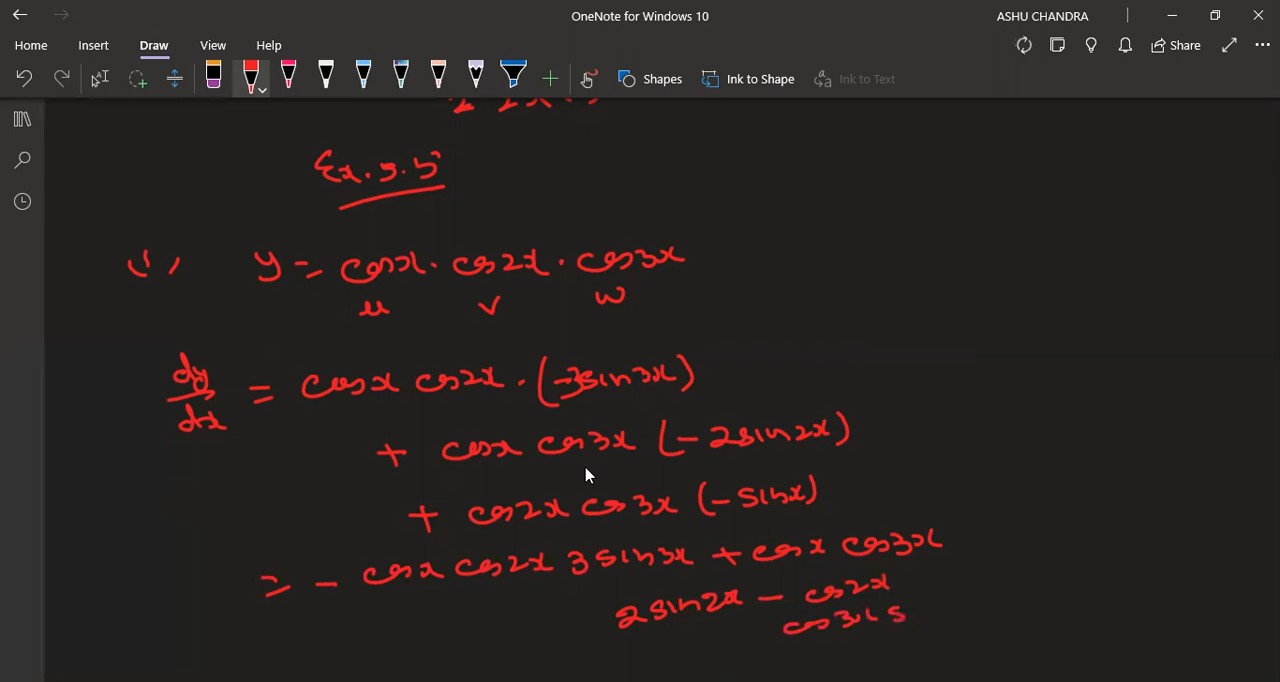 OneNote for Windows 10
ASHU CHANDRA
Home Insert Draw View Help
Share
Shapes Ink to Shape Ink to Text
Ex. 5.5
(1) y = cosx . cos2x . cos3x
u v w
dy/dx = cosx cos2x . (-3sin3x)
+ cosx cos3x (-2sin2x)
+ cos2x cos3x (-sinx)
= - cosx cos2x 3sin3x + cosx cos3x
2sin2x - cos2x
cos3x s